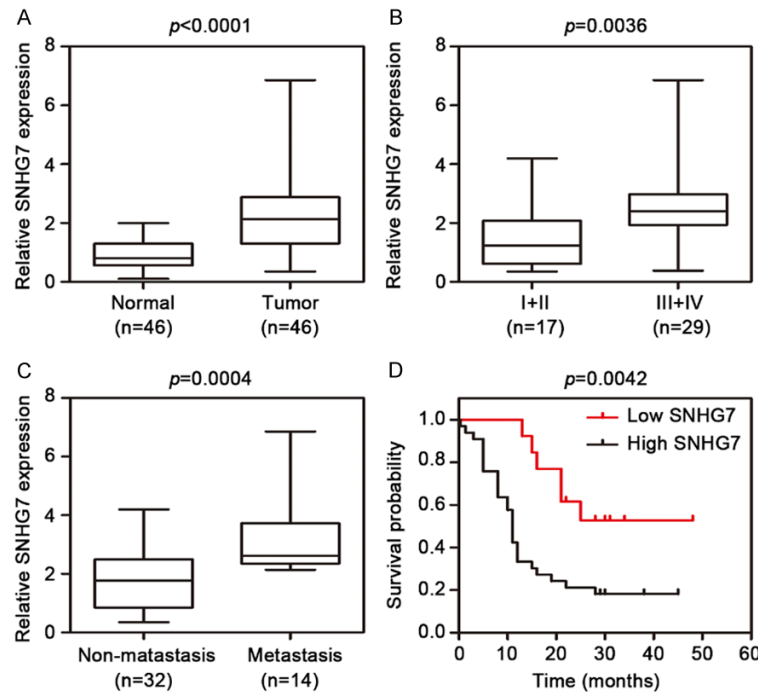 A
p<0.0001
Relative SNHG7 expression
8
6
4
2
0
Normal
Tumor
(n=46)
(n=46)
B
p=0.0036
Relative SNHG7 expression
8
6
4
2
0
I+II
III+IV
(n=17)
(n=29)
C
p=0.0004
Relative SNHG7 expression
8
6
4
2
0
Non-matastasis
Metastasis
(n=32)
(n=14)
D
p=0.0042
Survival probability
1.0
0.8
0.6
0.4
0.2
0.0
Low SNHG7
High SNHG7
0 10 20 30 40 50 60
Time (months)